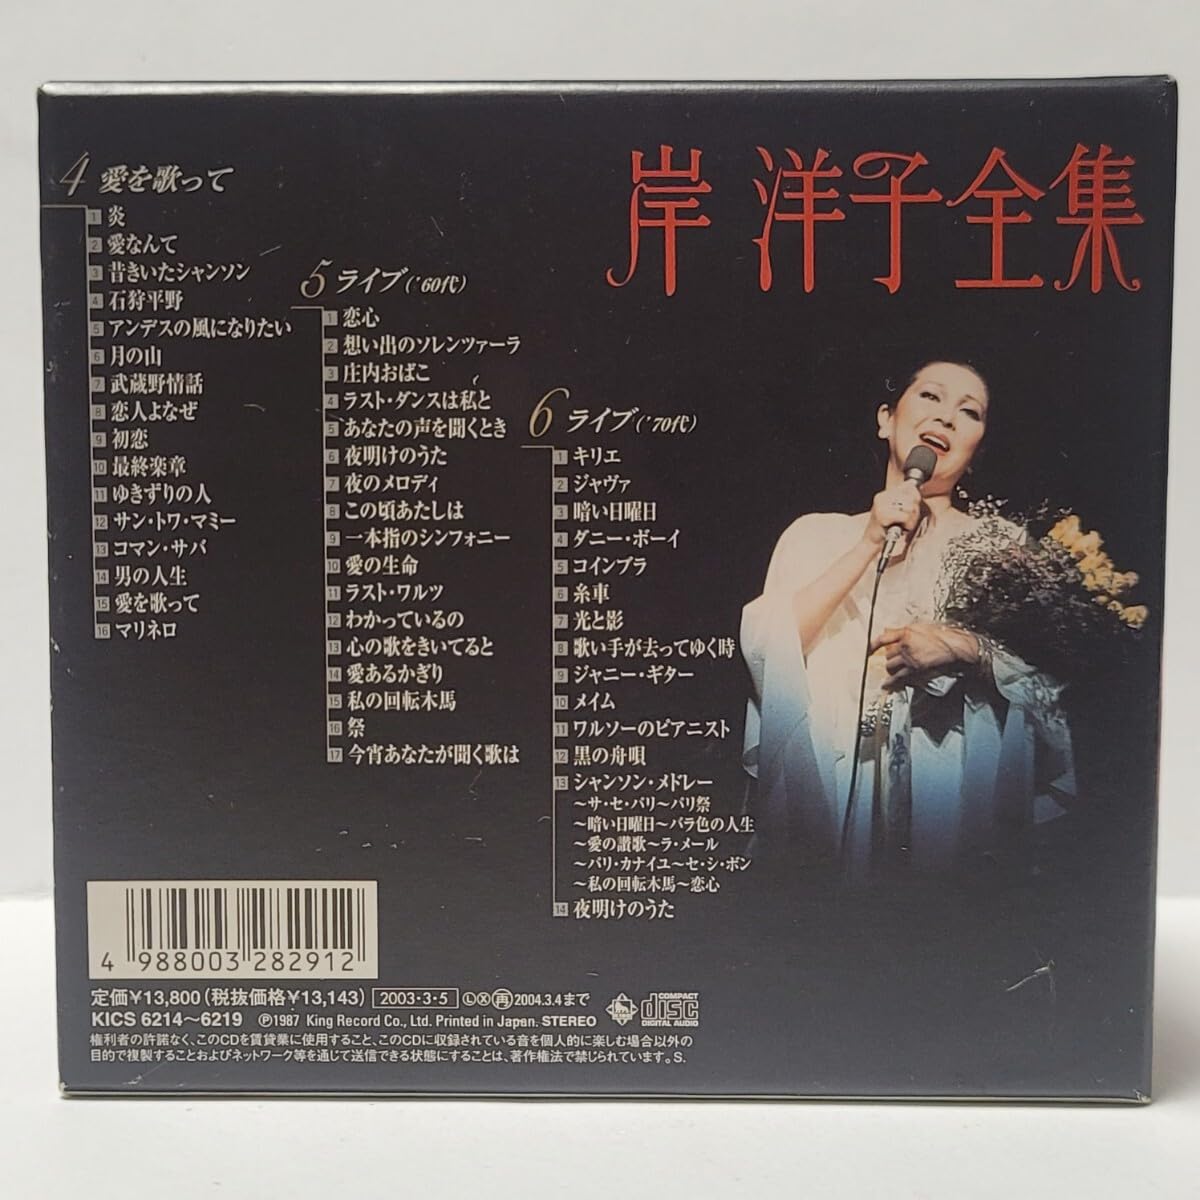 岸 洋子全集
4 愛を歌って
1 炎
2 愛なんて
3 昔きいたシャンソン
4 石狩平野
5 アンデスの風になりたい
6 月の山
7 武蔵野情話
8 恋人よなぜ
9 初恋
10 最終楽章
11 ゆきずりの人
12 サン・トワ・マミー
13 コマン・サバ
14 男の人生
15 愛を歌って
16 マリネロ
5 ライブ('60代)
1 恋心
2 想い出のソレンツァーラ
3 庄内おばこ
4 ラスト・ダンスは私と
5 あなたの声を聞くとき
6 夜明けのうた
7 夜のメロディ
8 この頃あたしは
9 一本指のシンフォニー
10 愛の生命
11 ラスト・ワルツ
12 わかっているの
13 心の歌をきいてると
14 愛あるかぎり
15 私の回転木馬
16 祭
17 今宵あなたが聞く歌は
6 ライブ('70代)
1 キリエ
2 ジャヴァ
3 暗い日曜日
4 ダニー・ボーイ
5 コインブラ
6 糸車
7 光と影
8 歌い手が去ってゆく時
9 ジャニー・ギター
10 メイム
11 ワルソーのピアニスト
12 黒の舟唄
13 シャンソン・メドレー
〜サ・セ・パリ〜パリ祭
〜暗い日曜日〜バラ色の人生
〜愛の讃歌〜ラ・メール
〜パリ・カナイユ〜セ・シ・ボン
〜私の回転木馬〜恋心
14 夜明けのうた
4 988003 282912
定価¥13,800(税抜価格¥13,143) 2003・3・5 Ⓛ Ⓧ 再 2004.3.4まで
KICS 6214〜6219 Ⓟ1987 King Record Co., Ltd. Printed in Japan. STEREO
COMPACT
disc
DIGITAL AUDIO
権利者の許諾なく、このCDを賃貸業に使用すること、このCDに収録されている音を個人的に楽しむ場合以外の
目的で複製することおよびネットワーク等を通じて送信できる状態にすることは、著作権法で禁じられています。S.